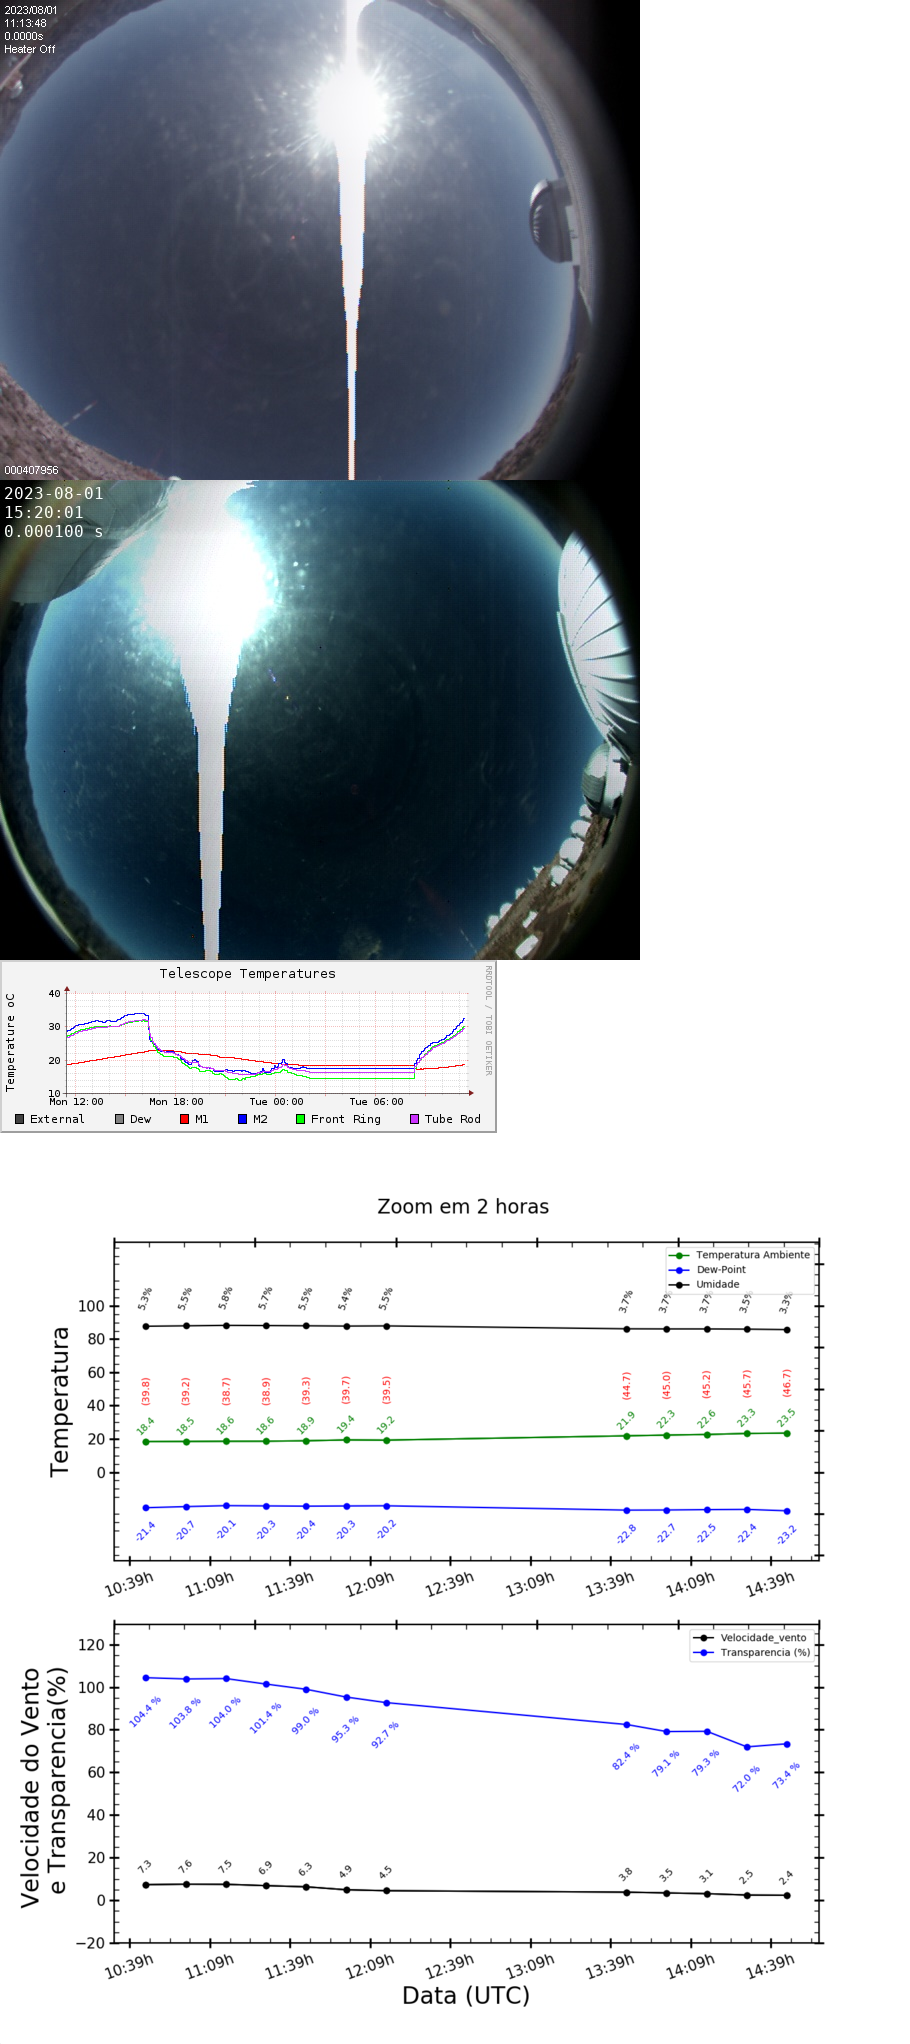 2023/08/01
11:13:48
0.0000s
Heater Off
000407956
2023-08-01
15:20:01
0.000100 s
Telescope Temperatures
RRDTOOL / TOBI OETIKER
Temperature oC
40
30
20
10
Mon 12:00 Mon 18:00 Tue 00:00 Tue 06:00
External Dew M1 M2 Front Ring Tube Rod
Zoom em 2 horas
Temperatura Ambiente
Dew-Point
Umidade
Temperatura
100
80
60
40
20
0
5.3% 5.5% 5.8% 5.7% 5.5% 5.4% 5.5% 3.7% 3.7% 3.7% 3.5% 3.3%
(39.8) (39.2) (38.7) (38.9) (39.3) (39.7) (39.5) (44.7) (45.0) (45.2) (45.7) (46.7)
18.4 18.5 18.6 18.6 18.9 19.4 19.2 21.9 22.3 22.6 23.3 23.5
-21.4 -20.7 -20.1 -20.3 -20.4 -20.3 -20.2 -22.8 -22.7 -22.5 -22.4 -23.2
10:39h 11:09h 11:39h 12:09h 12:39h 13:09h 13:39h 14:09h 14:39h
Velocidade_vento
Transparencia (%)
Velocidade do Vento
e Transparencia(%)
120
100
80
60
40
20
0
−20
104.4 % 103.8 % 104.0 % 101.4 % 99.0 % 95.3 % 92.7 % 82.4 % 79.1 % 79.3 % 72.0 % 73.4 %
7.3 7.6 7.5 6.9 6.3 4.9 4.5 3.8 3.5 3.1 2.5 2.4
10:39h 11:09h 11:39h 12:09h 12:39h 13:09h 13:39h 14:09h 14:39h
Data (UTC)